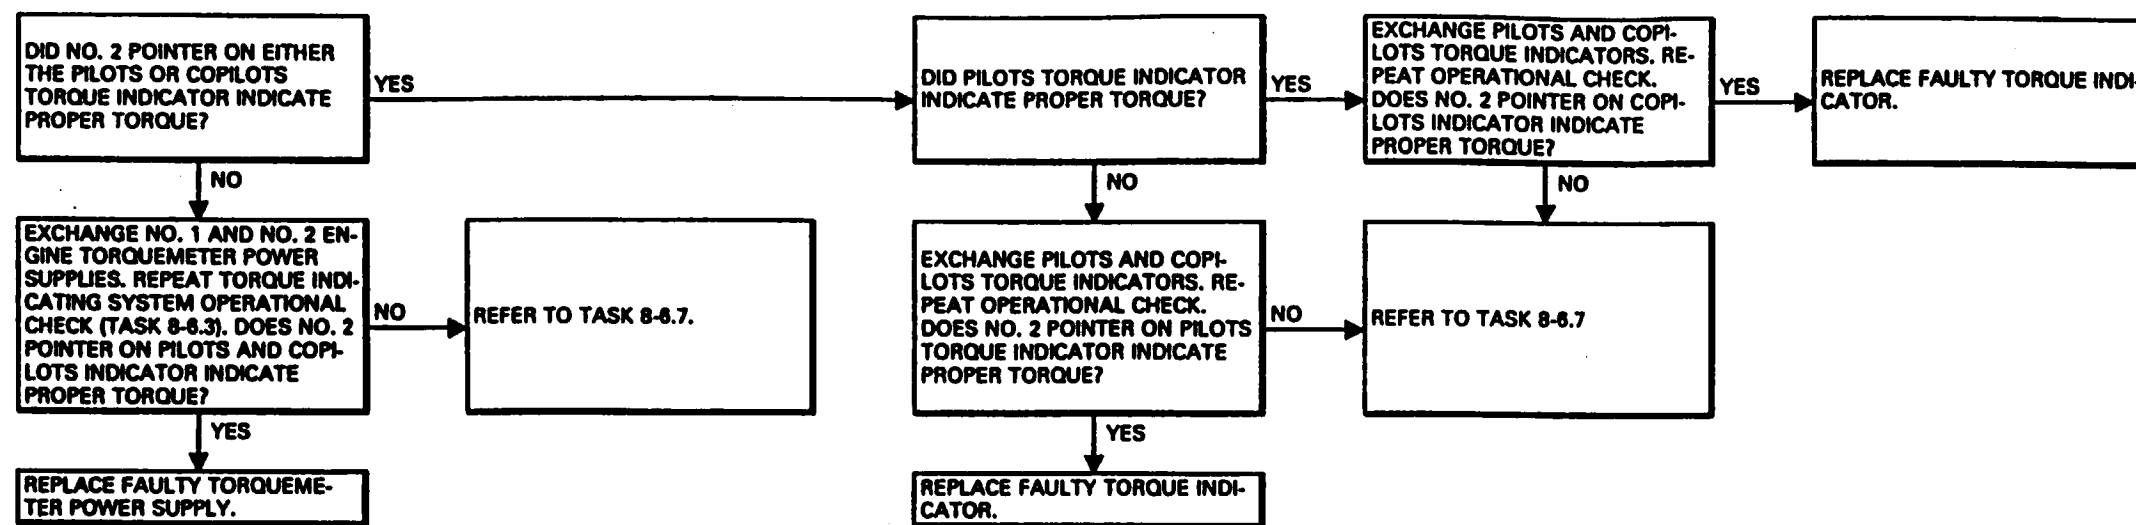 DID NO. 2 POINTER ON EITHER
THE PILOTS OR COPILOTS
TORQUE INDICATOR INDICATE
PROPER TORQUE?
YES
NO
DID PILOTS TORQUE INDICATOR
INDICATE PROPER TORQUE?
YES
NO
EXCHANGE PILOTS AND COPI-
LOTS TORQUE INDICATORS. RE-
PEAT OPERATIONAL CHECK.
DOES NO. 2 POINTER ON COPI-
LOTS INDICATOR INDICATE
PROPER TORQUE?
YES
NO
REPLACE FAULTY TORQUE INDI-
CATOR.
EXCHANGE NO. 1 AND NO. 2 EN-
GINE TORQUEMETER POWER
SUPPLIES. REPEAT TORQUE INDI-
CATING SYSTEM OPERATIONAL
CHECK (TASK 8-6.3). DOES NO. 2
POINTER ON PILOTS AND COPI-
LOTS INDICATOR INDICATE
PROPER TORQUE?
NO
YES
REFER TO TASK 8-6.7.
EXCHANGE PILOTS AND COPI-
LOTS TORQUE INDICATORS. RE-
PEAT OPERATIONAL CHECK.
DOES NO. 2 POINTER ON PILOTS
TORQUE INDICATOR INDICATE
PROPER TORQUE?
NO
YES
REFER TO TASK 8-6.7
REPLACE FAULTY TORQUEME-
TER POWER SUPPLY.
REPLACE FAULTY TORQUE INDI-
CATOR.